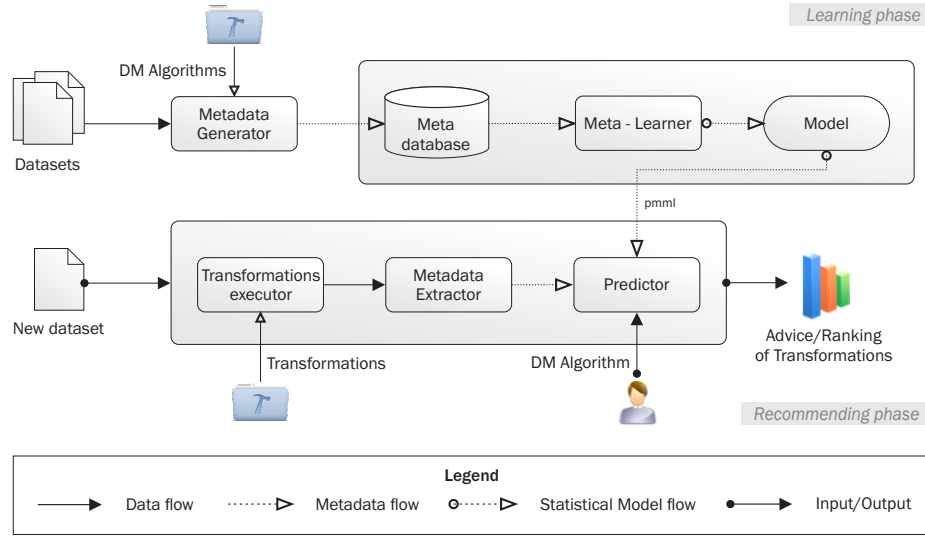 Learning phase
DM Algorithms
Datasets
Metadata
Generator
Meta
database
Meta - Learner
Model
pmml
New dataset
Transformations
executor
Metadata
Extractor
Predictor
Transformations
DM Algorithm
Advice/Ranking
of Transformations
Recommending phase
Legend
Data flow
Metadata flow
Statistical Model flow
Input/Output